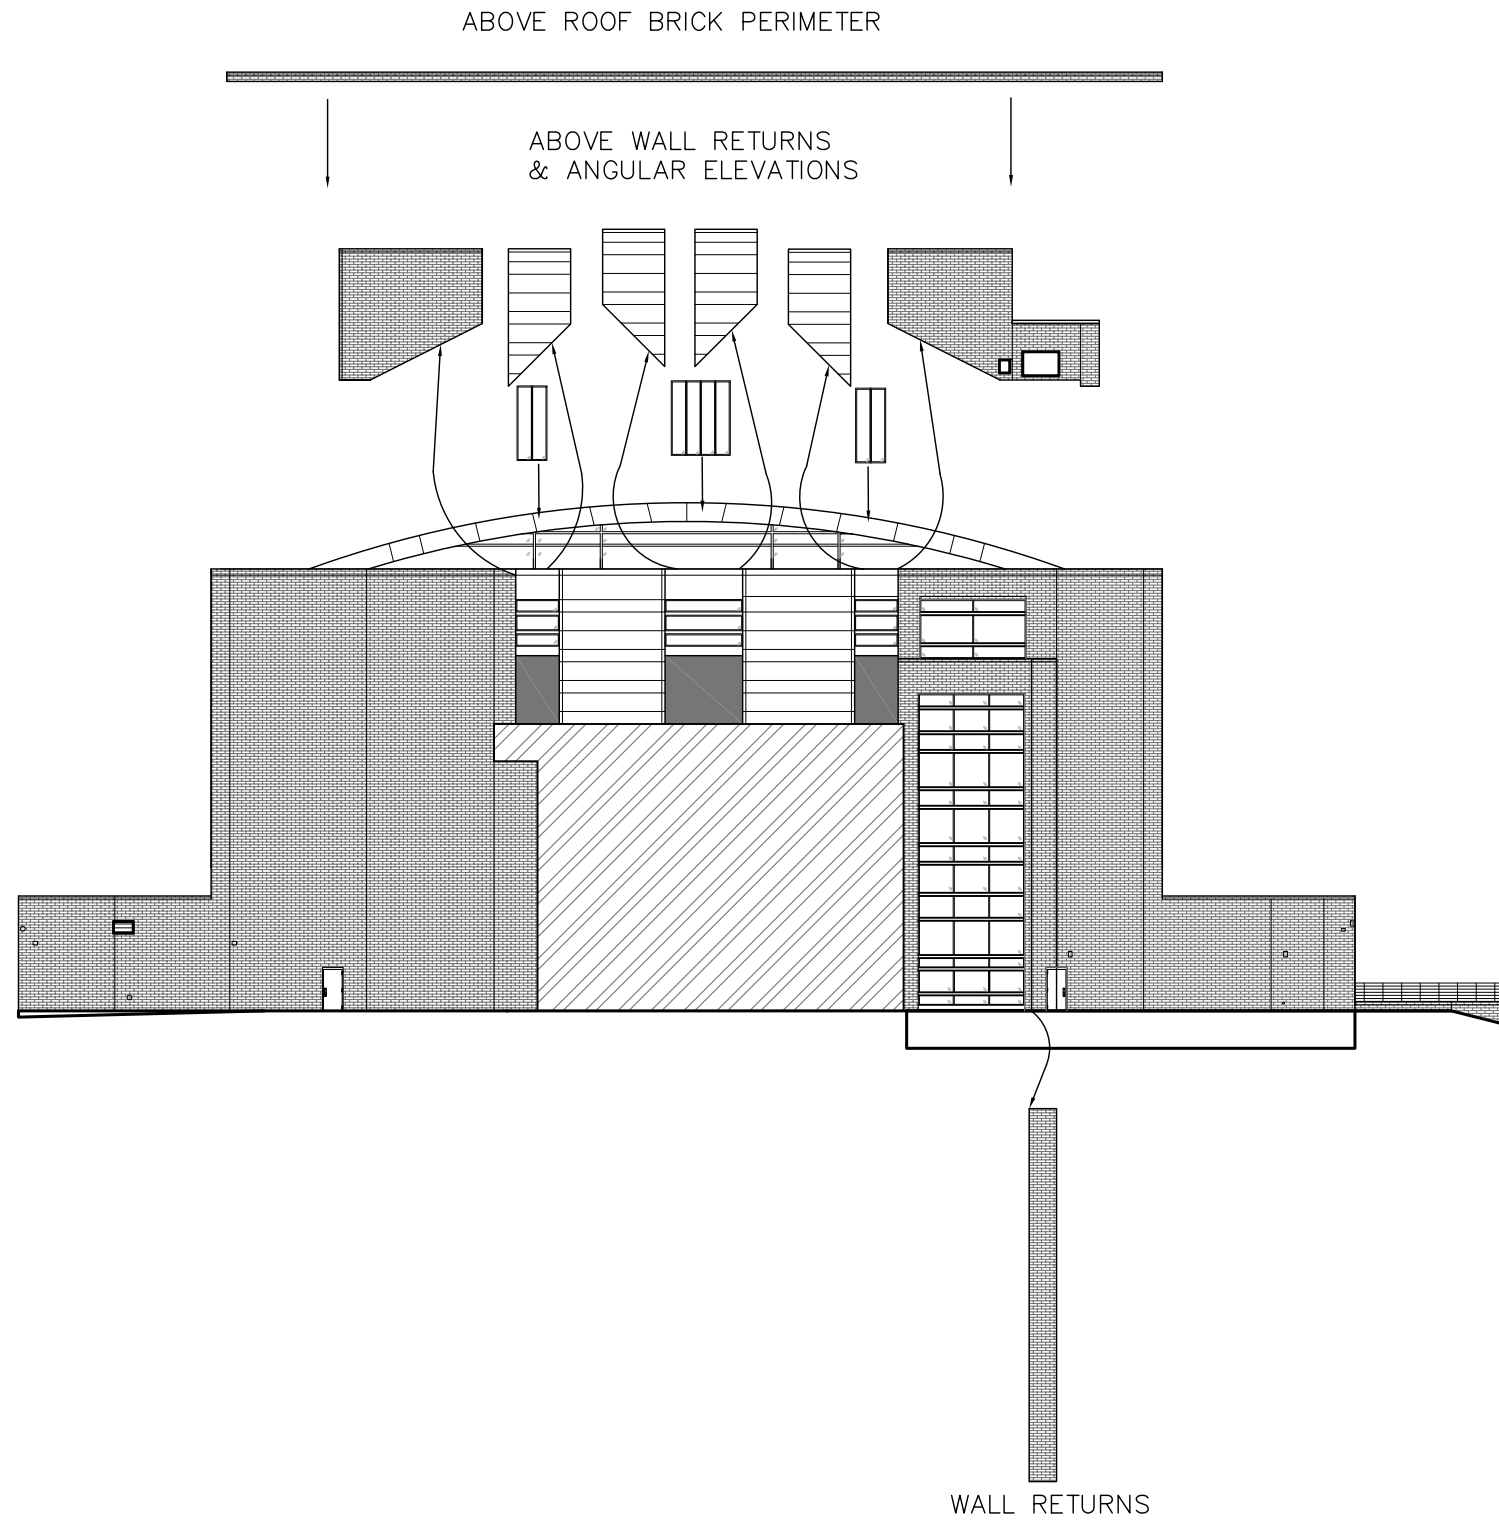 ABOVE ROOF BRICK PERIMETER
ABOVE WALL RETURNS
& ANGULAR ELEVATIONS
WALL RETURNS